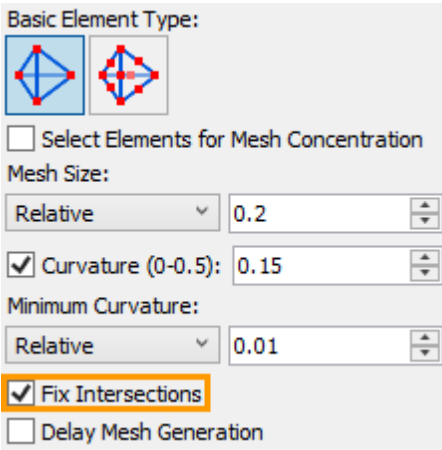 Basic Element Type:
Select Elements for Mesh Concentration
Mesh Size:
Relative 0.2
Curvature (0-0.5): 0.15
Minimum Curvature:
Relative 0.01
Fix Intersections
Delay Mesh Generation